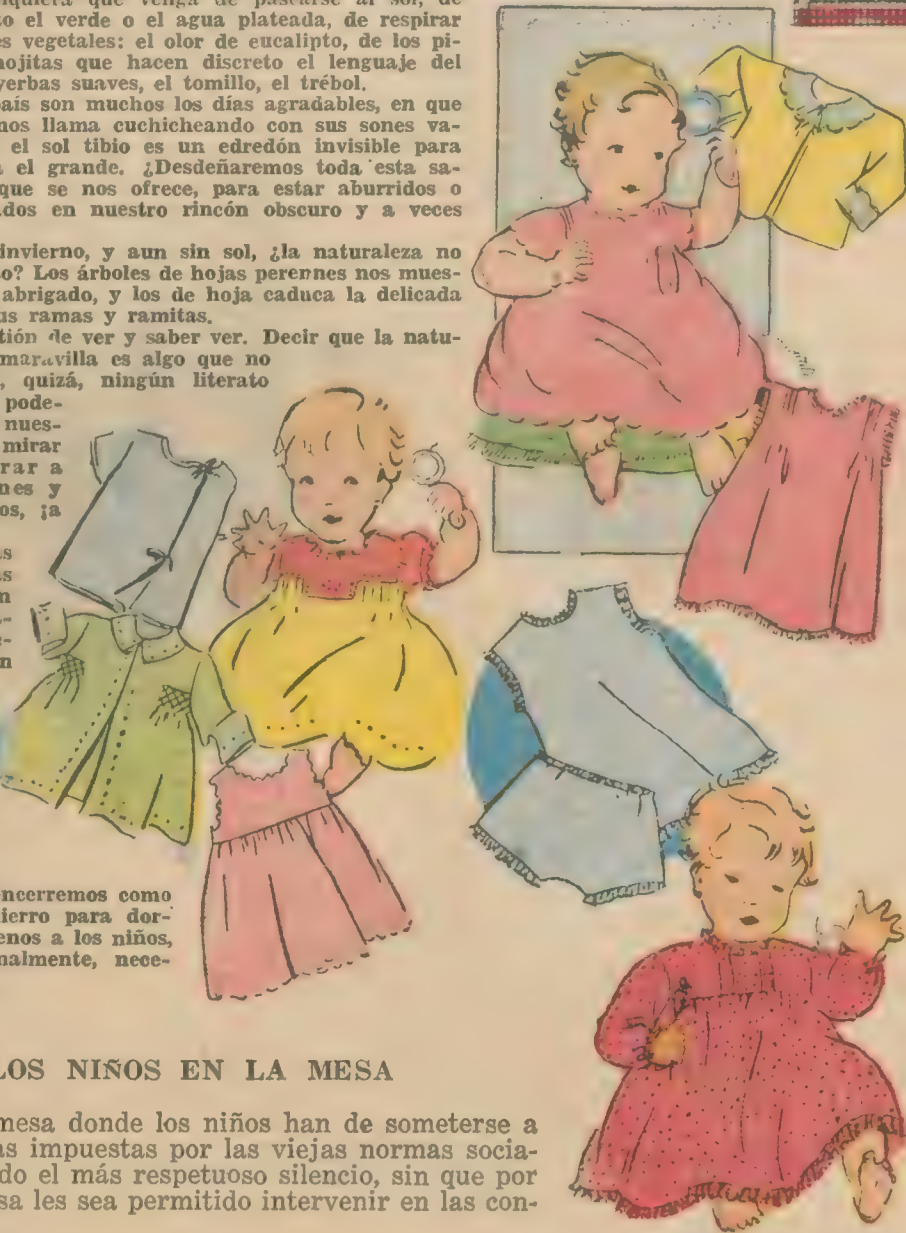 quiera que venga de pasearse al sol, de
o el verde o el agua plateada, de respirar
es vegetales: el olor de eucalipto, de los pi-
hojitas que hacen discreto el lenguaje del
yerbas suaves, el tomillo, el trébol.
país son muchos los días agradables, en que
nos llama cuchicheando con sus sones va-
el sol tibio es un edredón invisible para
el grande. ¿Desdeñaremos toda esta sa-
que se nos ofrece, para estar aburridos o
dos en nuestro rincón obscuro y a veces
invierno, y aun sin sol, ¿la naturaleza no
o? Los árboles de hojas perennes nos mues-
abrigado, y los de hoja caduca la delicada
us ramas y ramitas.
tión de ver y saber ver. Decir que la natu-
maravilla es algo que no
, quizá, ningún literato
pode-
nues-
mirar
rar a
nes y
os, ¡a
s
s
n
-
-
n
ncerremos como
ierro para dor-
enos a los niños,
nalmente, nece-
LOS NIÑOS EN LA MESA
mesa donde los niños han de someterse a
as impuestas por las viejas normas socia-
do el más respetuoso silencio, sin que por
sa les sea permitido intervenir en las con-